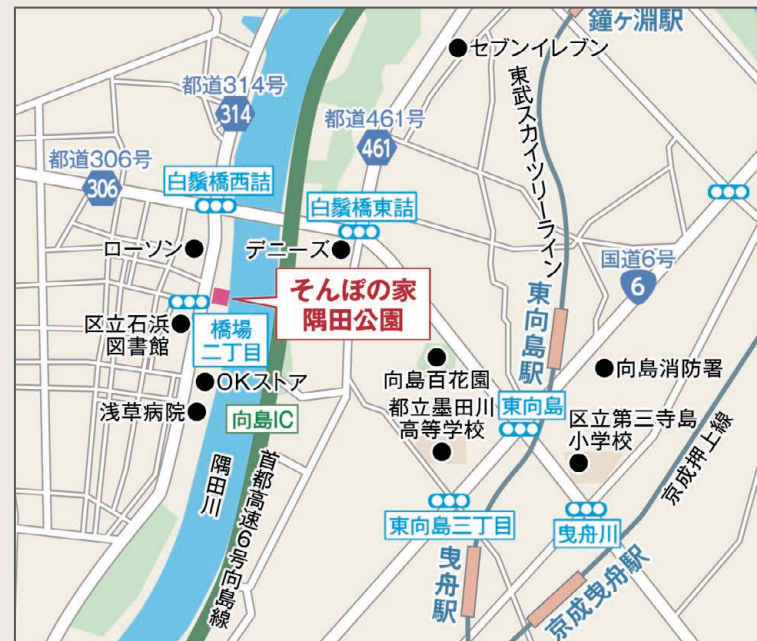 鐘ヶ淵駅
セブンイレブン
都道314号
314
都道461号
461
東武スカイツリーライン
都道306号
306
白鬚橋西詰
白鬚橋東詰
ローソン
デニーズ
国道6号
6
そんぽの家
隅田公園
東向島駅
区立石浜
図書館
橋場
二丁目
OKストア
向島百花園
向島消防署
浅草病院
向島IC
都立墨田川
高等学校
東向島
区立第三寺島
小学校
京成押上線
隅田川
首都高速6号向島線
東向島三丁目
曳舟川
曳舟駅
京成曳舟駅